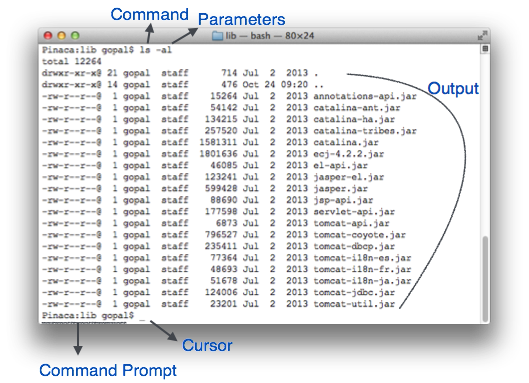 Command
Parameters
lib — bash — 80×24
Pinaca:lib gopal$ ls -al
total 12264
drwxr-xr-x@ 21 gopal staff 714 Jul 2 2013 .
drwxr-xr-x@ 14 gopal staff 476 Oct 24 09:20 ..
-rw-r--r--@ 1 gopal staff 15264 Jul 2 2013 annotations-api.jar
-rw-r--r--@ 1 gopal staff 54142 Jul 2 2013 catalina-ant.jar
-rw-r--r--@ 1 gopal staff 134215 Jul 2 2013 catalina-ha.jar
-rw-r--r--@ 1 gopal staff 257520 Jul 2 2013 catalina-tribes.jar
-rw-r--r--@ 1 gopal staff 1581311 Jul 2 2013 catalina.jar
-rw-r--r--@ 1 gopal staff 1801636 Jul 2 2013 ecj-4.2.2.jar
-rw-r--r--@ 1 gopal staff 46085 Jul 2 2013 el-api.jar
-rw-r--r--@ 1 gopal staff 123241 Jul 2 2013 jasper-el.jar
-rw-r--r--@ 1 gopal staff 599428 Jul 2 2013 jasper.jar
-rw-r--r--@ 1 gopal staff 88690 Jul 2 2013 jsp-api.jar
-rw-r--r--@ 1 gopal staff 177598 Jul 2 2013 servlet-api.jar
-rw-r--r--@ 1 gopal staff 6873 Jul 2 2013 tomcat-api.jar
-rw-r--r--@ 1 gopal staff 796527 Jul 2 2013 tomcat-coyote.jar
-rw-r--r--@ 1 gopal staff 235411 Jul 2 2013 tomcat-dbcp.jar
-rw-r--r--@ 1 gopal staff 77364 Jul 2 2013 tomcat-i18n-es.jar
-rw-r--r--@ 1 gopal staff 48693 Jul 2 2013 tomcat-i18n-fr.jar
-rw-r--r--@ 1 gopal staff 51678 Jul 2 2013 tomcat-i18n-ja.jar
-rw-r--r--@ 1 gopal staff 124006 Jul 2 2013 tomcat-jdbc.jar
-rw-r--r--@ 1 gopal staff 23201 Jul 2 2013 tomcat-util.jar
Pinaca:lib gopal$ _
Output
Cursor
Command Prompt